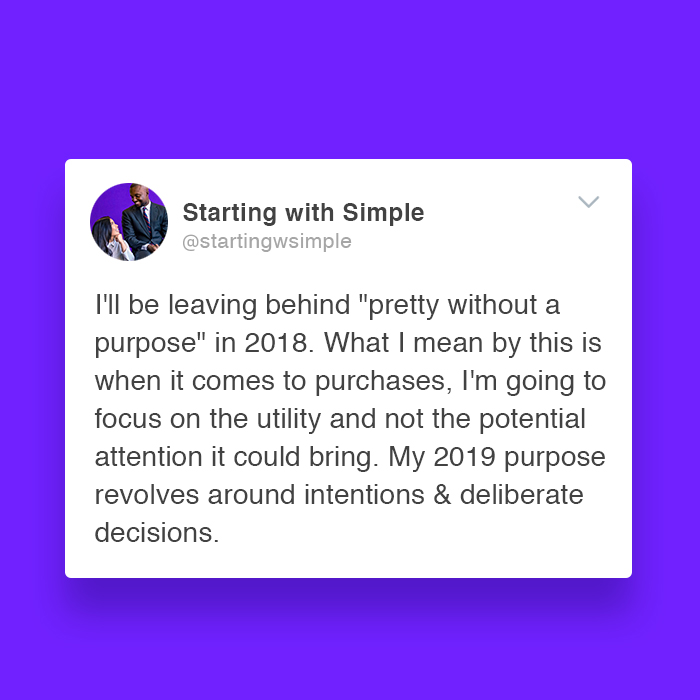 Starting with Simple
@startingwsimple
I'll be leaving behind "pretty without a
purpose" in 2018. What I mean by this is
when it comes to purchases, I'm going to
focus on the utility and not the potential
attention it could bring. My 2019 purpose
revolves around intentions & deliberate
decisions.